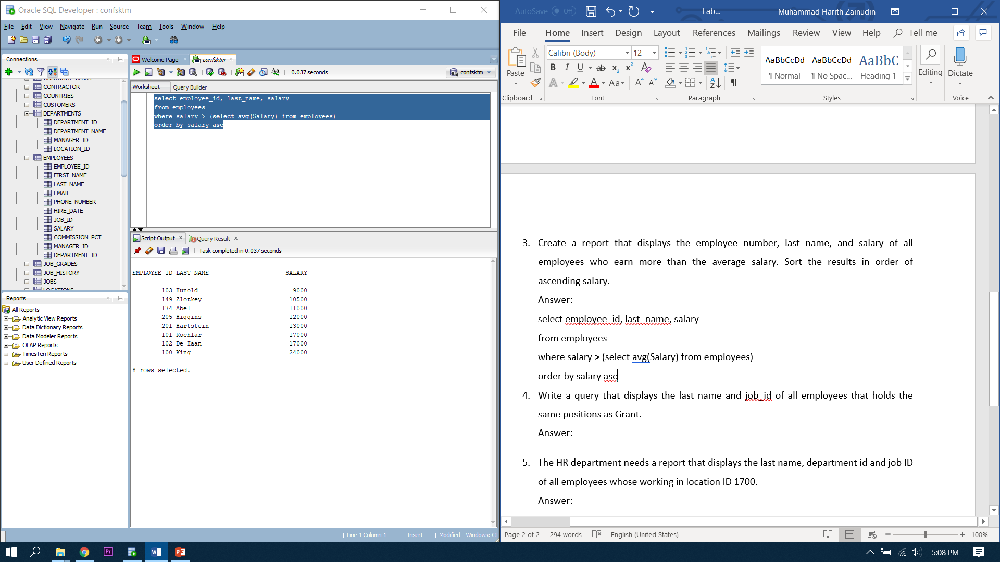 Oracle SQL Developer : confsktm
File Edit View Navigate Run Source Team Tools Window Help
Connections
CONTRACT_CLASS
CONTRACTOR
COUNTRIES
CUSTOMERS
DEPARTMENTS
DEPARTMENT_ID
DEPARTMENT_NAME
MANAGER_ID
LOCATION_ID
EMPLOYEES
EMPLOYEE_ID
FIRST_NAME
LAST_NAME
EMAIL
PHONE_NUMBER
HIRE_DATE
JOB_ID
SALARY
COMMISSION_PCT
MANAGER_ID
DEPARTMENT_ID
JOB_GRADES
JOB_HISTORY
JOBS
LOCATIONS
Reports
All Reports
Analytic View Reports
Data Dictionary Reports
Data Modeler Reports
OLAP Reports
TimesTen Reports
User Defined Reports
Welcome Page confsktm
0.037 seconds confsktm
Worksheet Query Builder
select employee_id, last_name, salary
from employees
where salary > (select avg(Salary) from employees)
order by salary asc
Script Output Query Result
Task completed in 0.037 seconds
EMPLOYEE_ID LAST_NAME SALARY
----------- ------------------------- ----------
103 Hunold 9000
149 Zlotkey 10500
174 Abel 11000
205 Higgins 12000
201 Hartstein 13000
101 Kochlar 17000
102 De Haan 17000
100 King 24000
8 rows selected.
| Line 1 Column 1 | Insert | Modified | Windows:
AutoSave Off Lab... Muhammad Harith Zainudin
File Home Insert Design Layout References Mailings Review View Help Tell me
Paste
Calibri (Body) 12
B I U ab x₂ x²
A A Aa A A
AaBbCcDd AaBbCcDd AaBbC
¶ Normal ¶ No Spac... Heading 1
Editing Dictate
Clipboard Font Paragraph Styles Voice
3. Create a report that displays the employee number, last name, and salary of all
employees who earn more than the average salary. Sort the results in order of
ascending salary.
Answer:
select employee_id, last_name, salary
from employees
where salary > (select avg(Salary) from employees)
order by salary asc
4. Write a query that displays the last name and job_id of all employees that holds the
same positions as Grant.
Answer:
5. The HR department needs a report that displays the last name, department id and job ID
of all employees whose working in location ID 1700.
Answer:
Page 2 of 2 294 words English (United States) 100%
5:08 PM